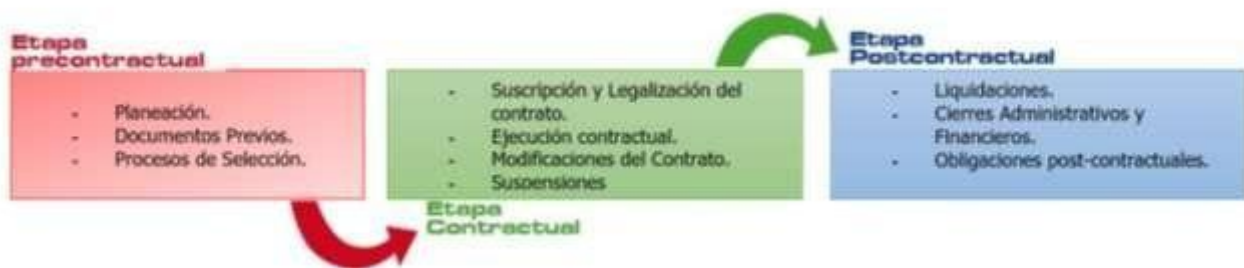 Etapa
precontractual
- Planeación.
- Documentos Previos.
- Procesos de Selección.
- Suscripción y Legalización del
contrato.
- Ejecución contractual.
- Modificaciones del Contrato.
- Suspensiones
Etapa
Contractual
Etapa
Postcontractual
- Liquidaciones.
- Cierres Administrativos y
Financieros.
- Obligaciones post-contractuales.